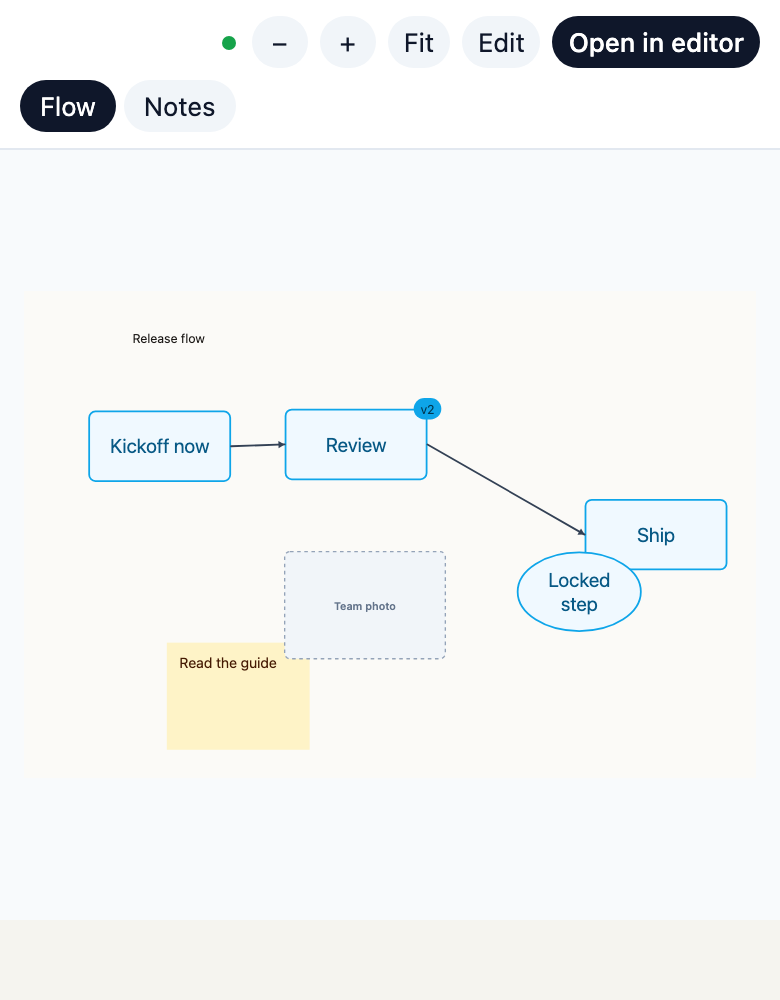 − + Fit Edit Open in editor
Flow Notes
Release flow
v2
Kickoff now
Review
Ship
Locked
step
Team photo
Read the guide